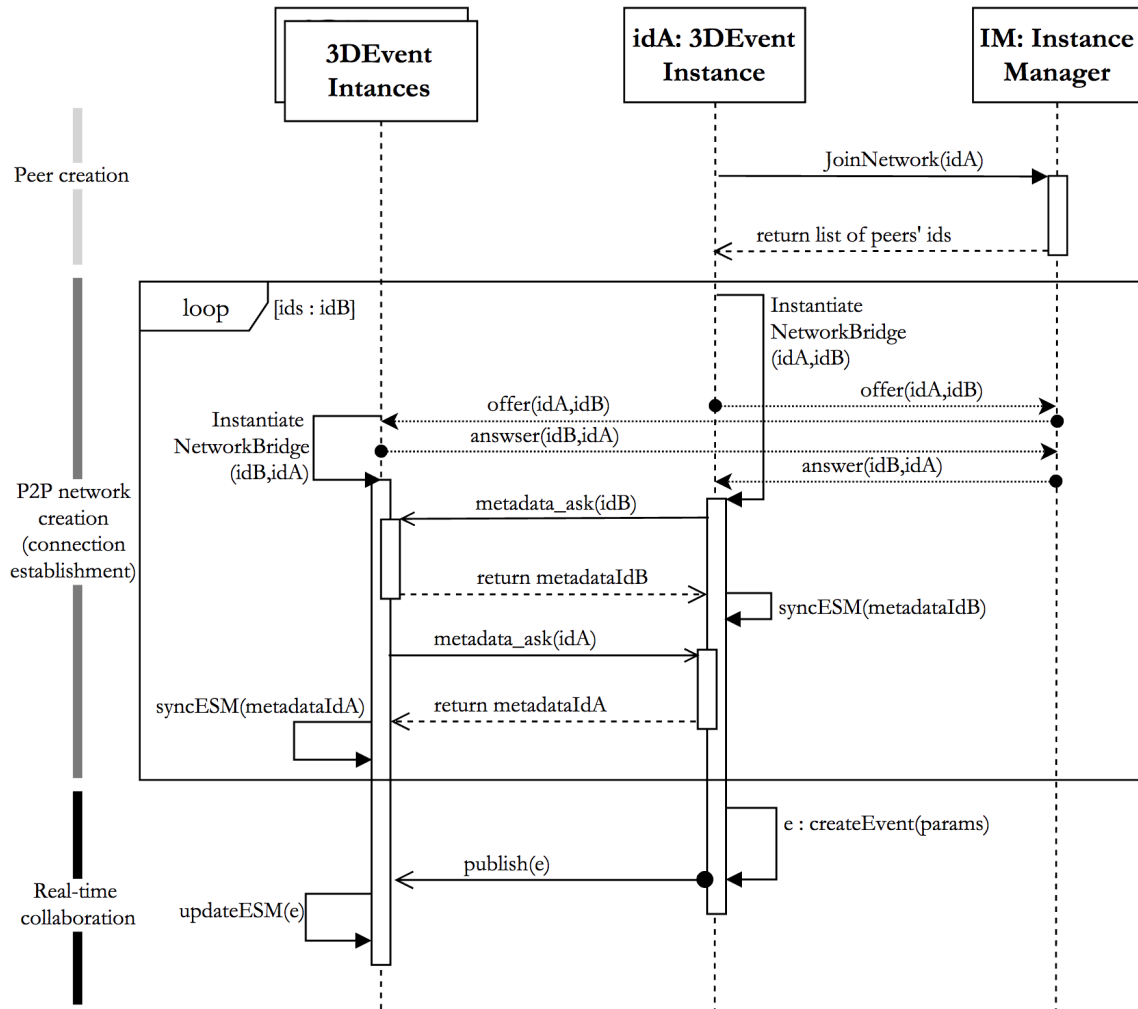 3DEvent
Intances
idA: 3DEvent
Instance
IM: Instance
Manager
Peer creation
JoinNetwork(idA)
return list of peers' ids
loop
[ids : idB]
Instantiate
NetworkBridge
(idA,idB)
offer(idA,idB)
offer(idA,idB)
Instantiate
NetworkBridge
(idB,idA)
answser(idB,idA)
answer(idB,idA)
P2P network
creation
(connection
establishment)
metadata_ask(idB)
return metadataIdB
syncESM(metadataIdB)
metadata_ask(idA)
return metadataIdA
syncESM(metadataIdA)
e : createEvent(params)
publish(e)
Real-time
collaboration
updateESM(e)